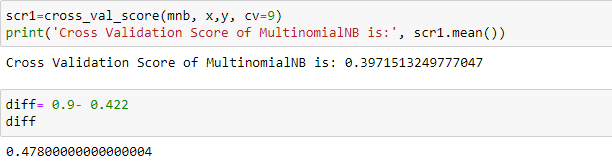 scr1=cross_val_score(mnb, x,y, cv=9)
print('Cross Validation Score of MultinomialNB is:', scr1.mean())
Cross Validation Score of MultinomialNB is: 0.3971513249777047
diff= 0.9- 0.422
diff
0.47800000000000004